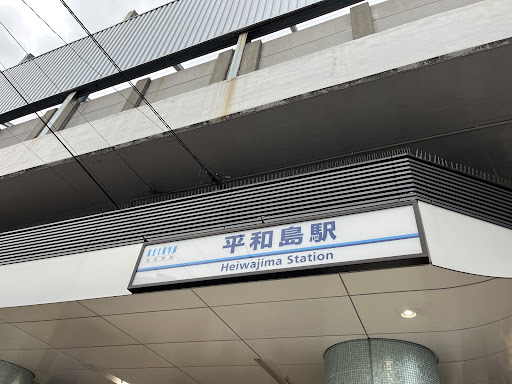 KEIKYU
平和島駅
Heiwajima Station